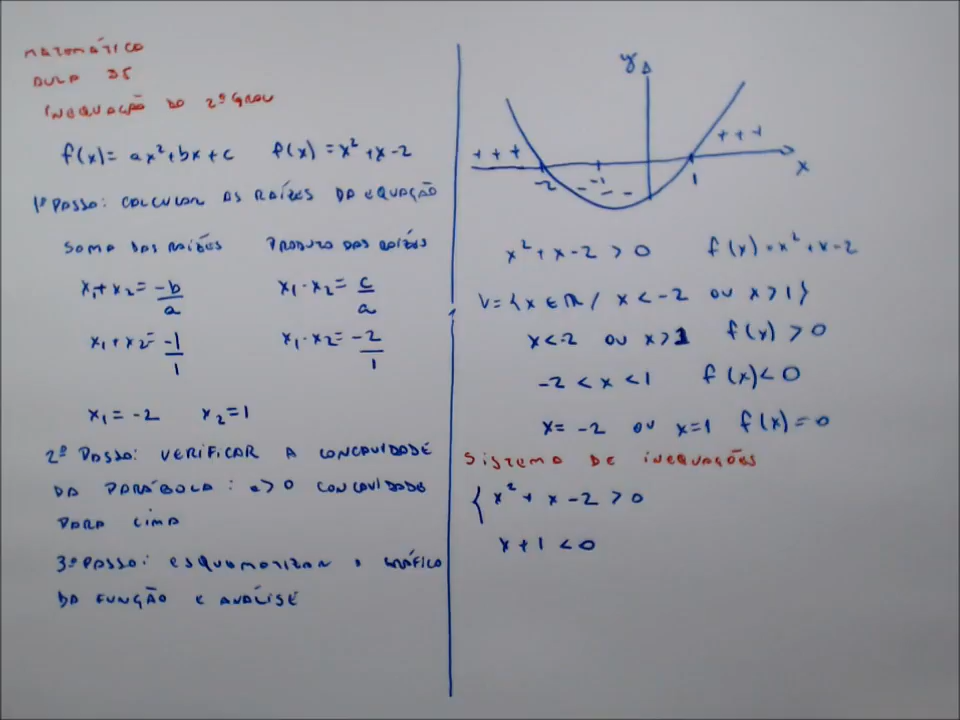 MATEMÁTICA
AULA 35
INEQUAÇÃO DO 2º GRAU
f(x) = ax²+bx+c f(x) = x²+x-2
1º PASSO: CALCULAR AS RAÍZES DA EQUAÇÃO
SOMA DAS RAÍZES PRODUTO DAS RAÍZES
x₁+x₂ = -b/a x₁·x₂ = c/a
x₁+x₂ = -1/1 x₁·x₂ = -2/1
x₁ = -2 x₂ = 1
2º PASSO: VERIFICAR A CONCAVIDADE
DA PARÁBOLA: a>0 CONCAVIDADE
PARA CIMA
3º PASSO: ESQUEMATIZAR O GRÁFICO
DA FUNÇÃO E ANÁLISE
y
+ + + + + +
-2 -1 1 x
- - - -
x²+x-2 > 0 f(x) = x²+x-2
V = {x ∈ ℝ / x < -2 ou x > 1}
x < -2 ou x > 1 f(x) > 0
-2 < x < 1 f(x) < 0
x = -2 ou x = 1 f(x) = 0
SISTEMA DE INEQUAÇÕES
{ x² + x - 2 > 0
x + 1 < 0